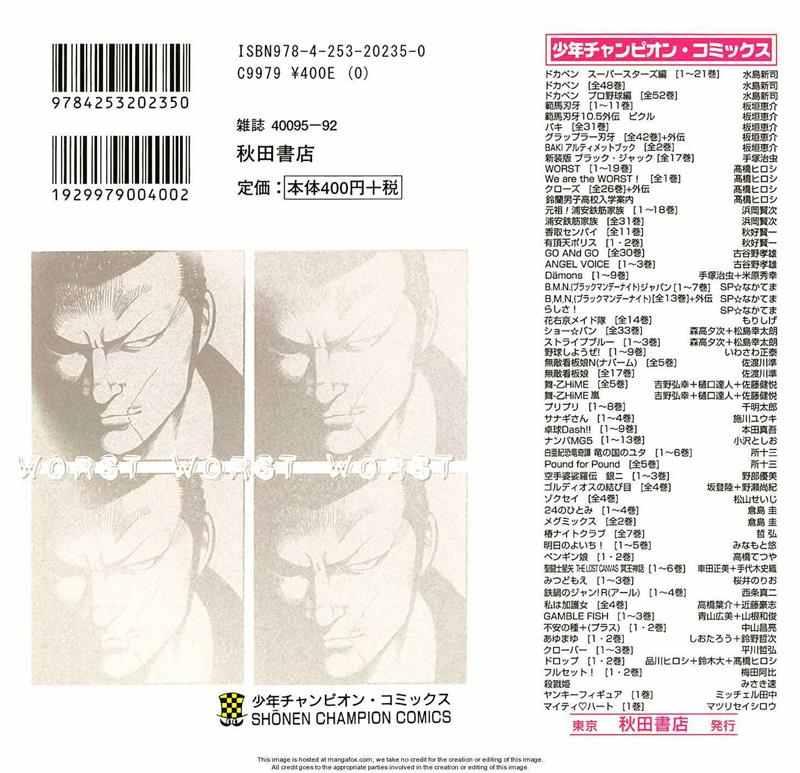 ISBN978-4-253-20235-0
C9979 ¥400E (0)
9784253202350
雑誌 40095-92
秋田書店
1929979004002
定価：本体400円+税
WORST WORST WORST
少年チャンピオン・コミックス
SHŌNEN CHAMPION COMICS
少年チャンピオン・コミックス
ドカベン スーパースターズ編 [1～21巻] 水島新司
ドカベン [全48巻] 水島新司
ドカベン プロ野球編 [全52巻] 水島新司
範馬刃牙 [1～11巻] 板垣恵介
範馬刃牙10.5外伝 ピクル 板垣恵介
バキ [全31巻] 板垣恵介
グラップラー刃牙 [全42巻]+外伝 板垣恵介
BAKI アルティメットブック [全2巻] 板垣恵介
新装版 ブラック・ジャック [全17巻] 手塚治虫
WORST [1～19巻] 髙橋ヒロシ
We are the WORST! [全1巻] 髙橋ヒロシ
クローズ [全26巻]+外伝 髙橋ヒロシ
鈴蘭男子高校入学案内 髙橋ヒロシ
元祖！浦安鉄筋家族 [1～18巻] 浜岡賢次
浦安鉄筋家族 [全31巻] 浜岡賢次
香取センパイ [全11巻] 秋好賢一
有頂天ポリス [1・2巻] 秋好賢一
GO ANd GO [全30巻] 古谷野孝雄
ANGEL VOICE [1～3巻] 古谷野孝雄
Dämons [1～9巻] 手塚治虫+米原秀幸
B.M.N.(ブラックマンデーナイト)ジャパン [1～7巻] SP☆なかてま
B.M.N.(ブラックマンデーナイト) [全13巻]+外伝 SP☆なかてま
らしさ！ SP☆なかてま
花右京メイド隊 [全14巻] もりしげ
ショー☆バン [全33巻] 森高夕次+松島幸太朗
ストライプブルー [1～3巻] 森高夕次+松島幸太朗
野球しようぜ! [1～9巻] いわさわ正泰
無敵看板娘N(ナパーム) [全5巻] 佐渡川準
無敵看板娘 [全17巻] 佐渡川準
舞-乙HiME [全5巻] 吉野弘幸+樋口達人+佐藤健悦
舞-乙HiME嵐 吉野弘幸+樋口達人+佐藤健悦
プリプリ [1～8巻] 千明太郎
サナギさん [1～4巻] 施川ユウキ
卓球Dash!! [1～9巻] 本田真吾
ナンバMG5 [1～13巻] 小沢としお
白亜紀恐竜奇譚 竜の国のユタ [1～6巻] 所十三
Pound for Pound [全5巻] 所十三
空手婆娑羅伝 銀二 [1～3巻] 野部優美
ゴルディオスの結び目 [全4巻] 坂登陸+野瀬尚紀
ゾクセイ [全4巻] 松山せいじ
24のひとみ [1～4巻] 倉島 圭
メグミックス [全2巻] 倉島 圭
椿ナイトクラブ [全7巻] 哲 弘
明日のよいち！ [1～9巻] みなもと悠
ペンギン娘 [1・2巻] 高橋てつや
聖闘士星矢 THE LOST CANVAS 冥王神話 [1～6巻] 車田正美+手代木史織
みつどもえ [1～3巻] 桜井のりお
鉄鍋のジャン!R(アール) [1～4巻] 西条真二
私は加護女 [全4巻] 高橋葉介+近藤豪志
GAMBLE FISH [1～3巻] 青山広美+山根和俊
不安の種+(プラス) [1・2巻] 中山昌亮
あゆまゆ [1・2巻] しおたろう+鈴野哲次
クローバー [1～3巻] 平川哲弘
ドロップ [1・2巻] 品川ヒロシ+鈴木大+髙橋ヒロシ
フルセット！ [1・2巻] 梅田阿比
殺戮姫 みさき速
ヤンキーフィギュア [1巻] ミッチェル田中
マイティ♡ハート [1巻] マツリセイシロウ
東京 秋田書店 発行
This image is hosted at mangafox.com, we take no credit for the creation or editing of this image.
All credit goes to the appropriate parties involved in the creation or editing of this image.